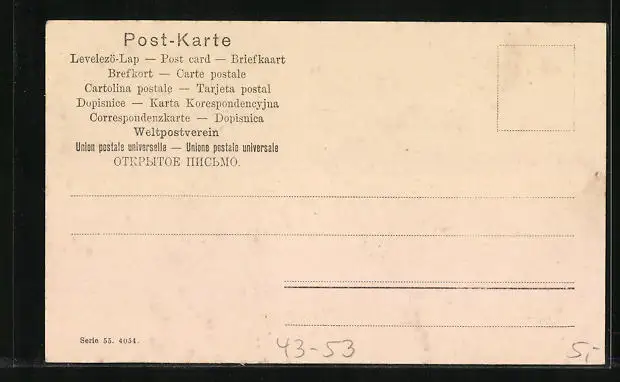 Post-Karte
Levelezö-Lap — Post card — Briefkaart
Brefkort — Carte postale
Cartolina postale — Tarjeta postal
Dopisnice — Karta Korespondencyjna
Correspondenzkarte — Dopisnica
Weltpostverein
Union postale universelle — Unione postale universale
ОТКРЫТОЕ ПИСЬМО.
Serie 55. 4054.
43-53
5,-